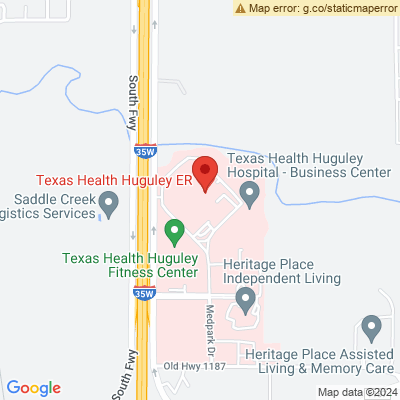 Map error: g.co/staticmaperror
South Fwy
35W
Texas Health Huguley
Hospital - Business Center
Texas Health Huguley ER
Saddle Creek
ogistics Services
Texas Health Huguley
Fitness Center
Heritage Place
Independent Living
35W
Medpark Dr.
South Fwy
Old Hwy 1187
Heritage Place Assisted
Living & Memory Care
Google
Map data ©2024